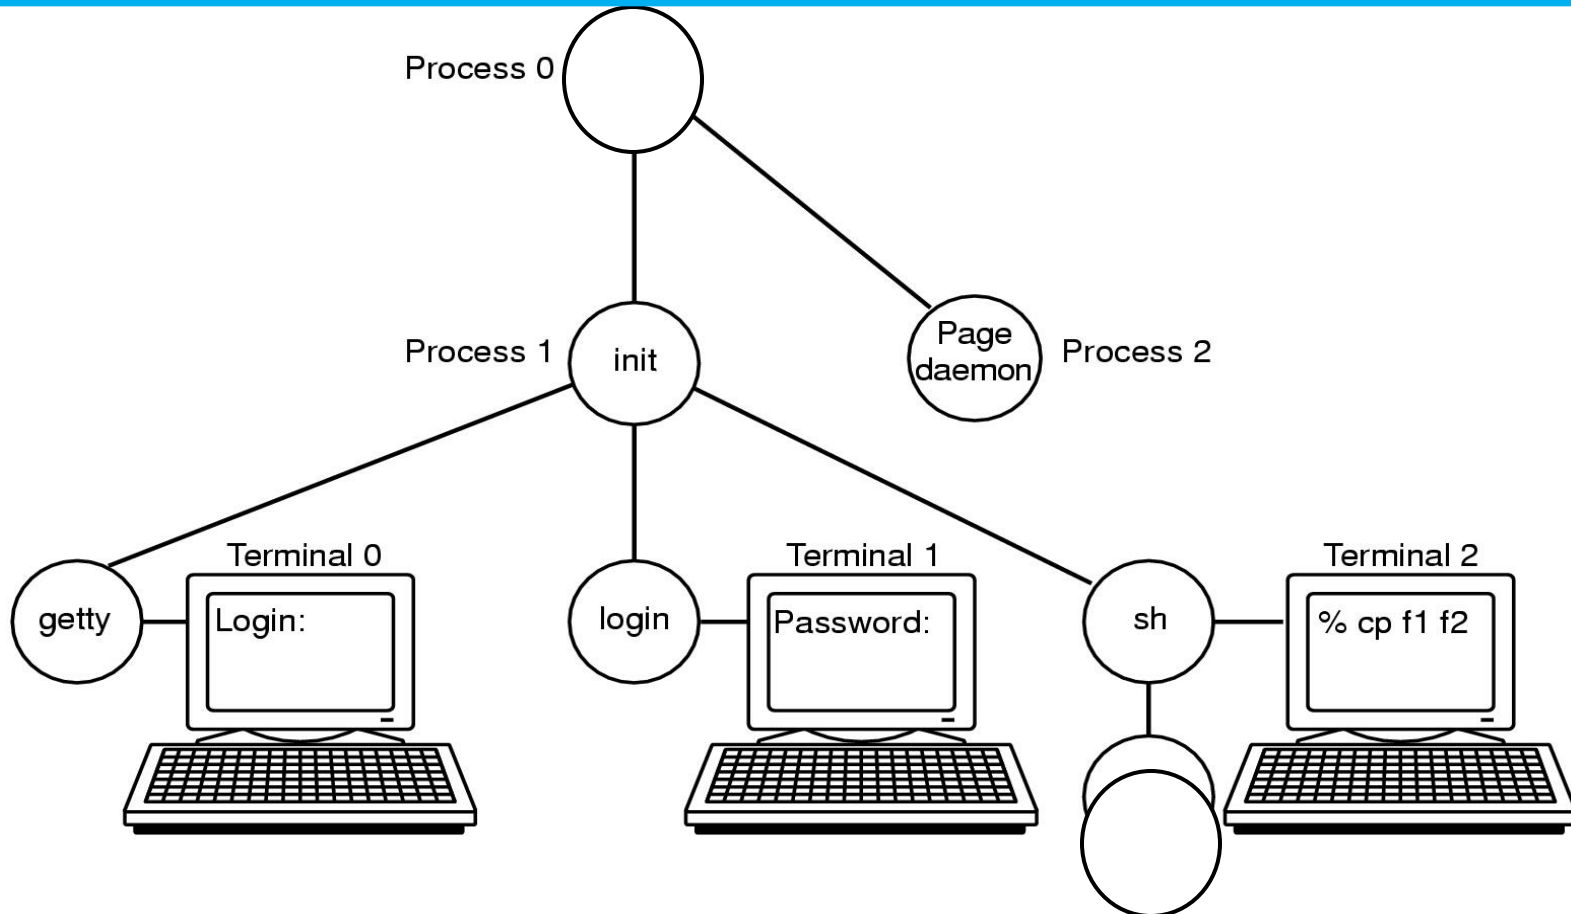 Process 0
Process 1
init
Page
daemon
Process 2
Terminal 0
Terminal 1
Terminal 2
getty
Login:
login
Password:
sh
% cp f1 f2